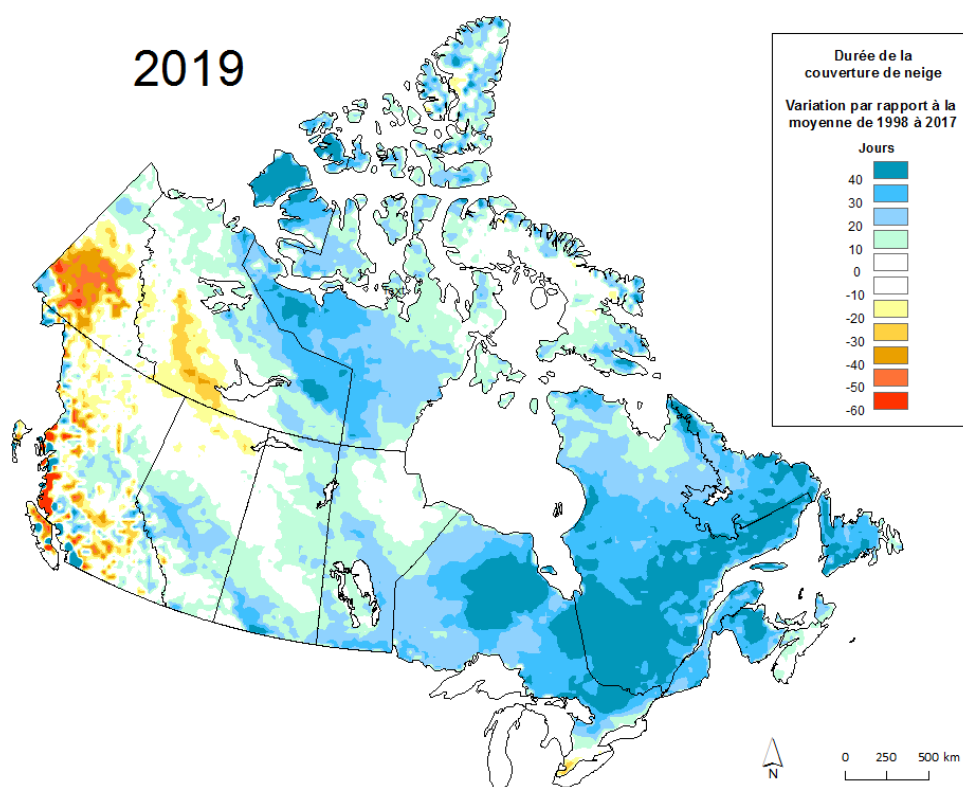 2019
Durée de la
couverture de neige
Variation par rapport à la
moyenne de 1998 à 2017
Jours
40
30
20
10
0
-10
-20
-30
-40
-50
-60
Text
N
0 250 500 km